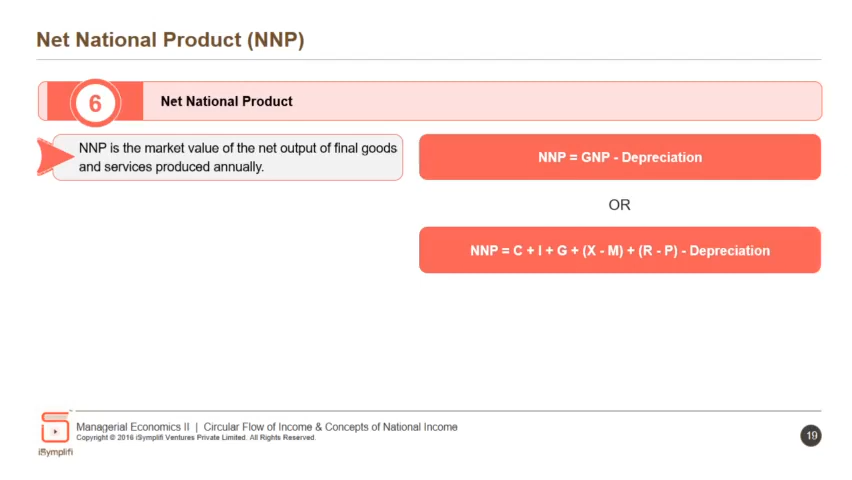 Net National Product (NNP)
6
Net National Product
NNP is the market value of the net output of final goods
and services produced annually.
NNP = GNP - Depreciation
OR
NNP = C + I + G + (X - M) + (R - P) - Depreciation
Managerial Economics II | Circular Flow of Income & Concepts of National Income
Copyright © 2016 iSymplifi Ventures Private Limited. All Rights Reserved.
19
iSymplifi